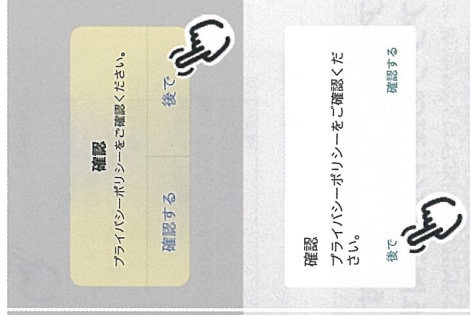 確認
プライバシーポリシーをご確認ください。
確認する
後で
確認
プライバシーポリシーをご確認くだ
さい。
後で
確認する